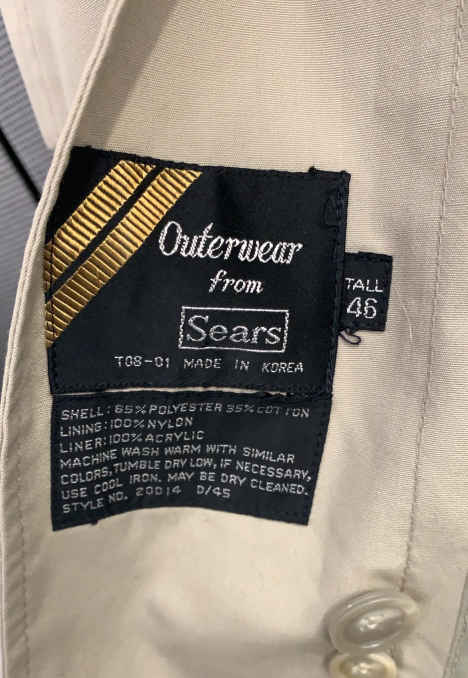 Outerwear
from
Sears
T08-01 MADE IN KOREA
TALL
46
SHELL: 65% POLYESTER 35% COTTON
LINING: 100% NYLON
LINER: 100% ACRYLIC
MACHINE WASH WARM WITH SIMILAR
COLORS, TUMBLE DRY LOW, IF NECESSARY,
USE COOL IRON. MAY BE DRY CLEANED.
STYLE NO. 20D14 D/45